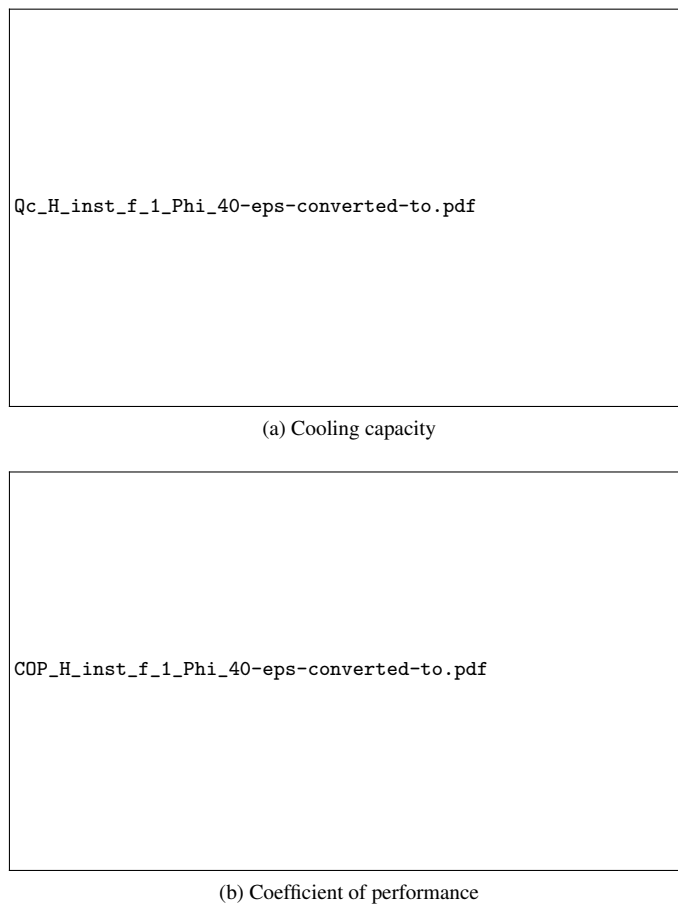 Qc_H_inst_f_1_Phi_40-eps-converted-to.pdf
(a) Cooling capacity
COP_H_inst_f_1_Phi_40-eps-converted-to.pdf
(b) Coefficient of performance